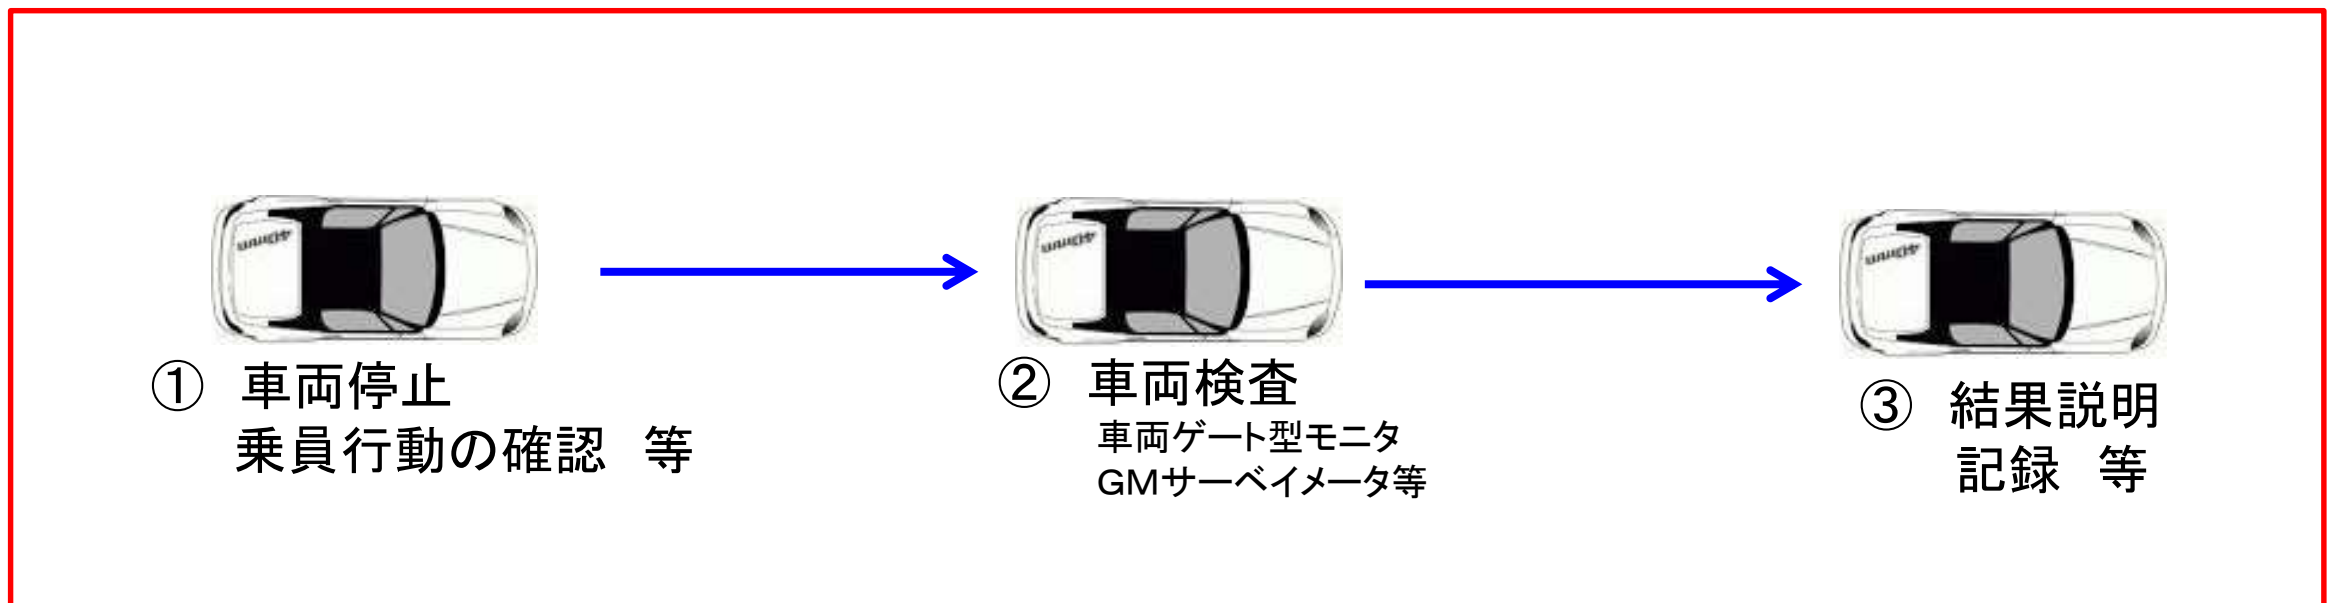 ① 車両停止
乗員行動の確認 等
② 車両検査
車両ゲート型モニタ
GMサーベイメータ等
③ 結果説明
記録 等